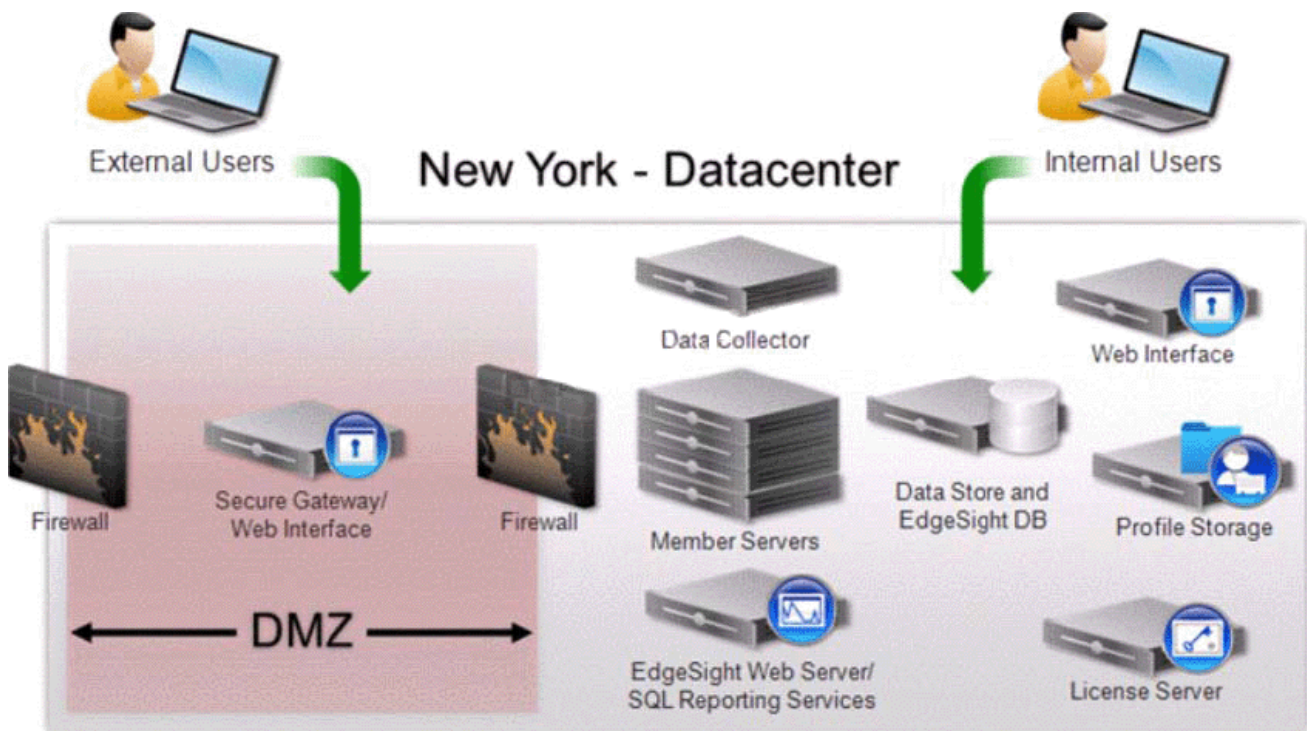 External Users
New York - Datacenter
Internal Users
Data Collector
Web Interface
Firewall
Secure Gateway/
Web Interface
Firewall
Member Servers
Data Store and
EdgeSight DB
Profile Storage
DMZ
EdgeSight Web Server/
SQL Reporting Services
License Server